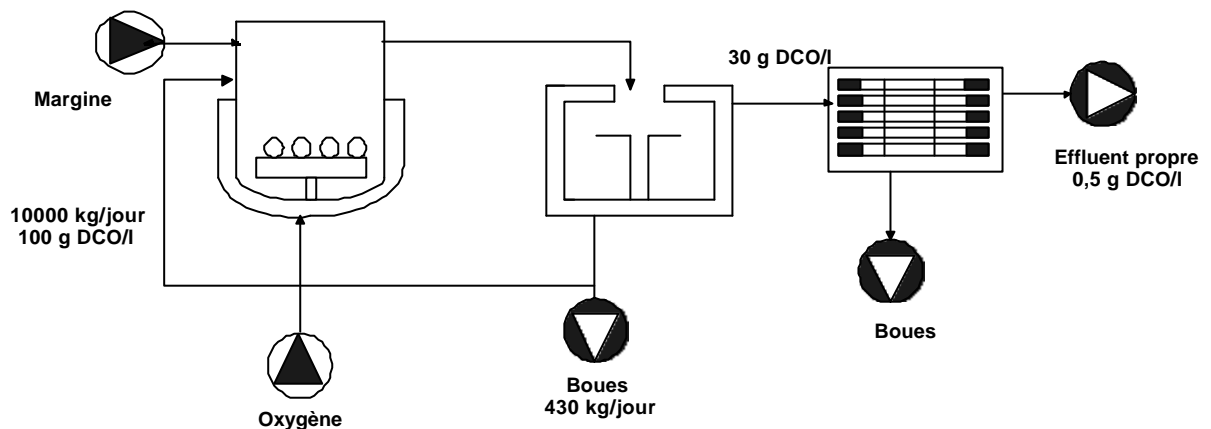 Margine
10000 kg/jour
100 g DCO/l
Oxygène
Boues
430 kg/jour
30 g DCO/l
Boues
Effluent propre
0,5 g DCO/l